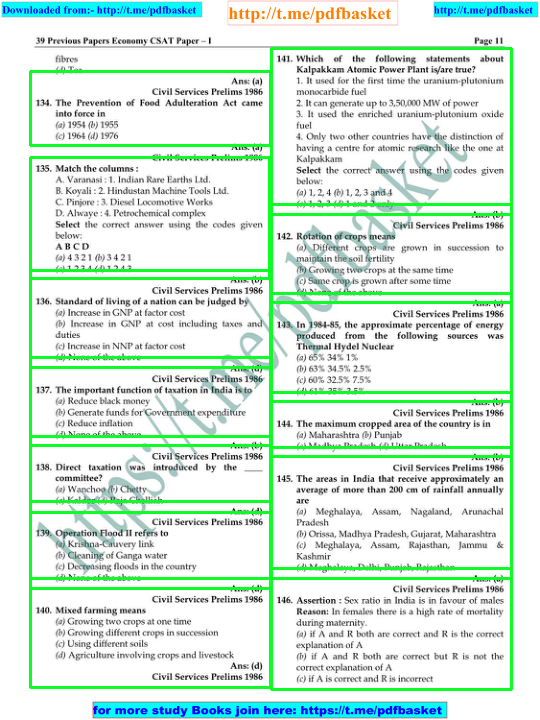 Downloaded from:- http://t.me/pdfbasket
http://t.me/pdfbasket
http://t.me/pdfbasket
39 Previous Papers Economy CSAT Paper – I
Page 11
fibres
(d) Tea
Ans: (a)
Civil Services Prelims 1986
134. The Prevention of Food Adulteration Act came
into force in
(a) 1954 (b) 1955
(c) 1964 (d) 1976
Ans: (a)
Civil Services Prelims 1986
135. Match the columns :
A. Varanasi : 1. Indian Rare Earths Ltd.
B. Koyali : 2. Hindustan Machine Tools Ltd.
C. Pinjore : 3. Diesel Locomotive Works
D. Alwaye : 4. Petrochemical complex
Select the correct answer using the codes given
below:
A B C D
(a) 4 3 2 1 (b) 3 4 2 1
(c) 1 2 3 4 (d) 1 2 4 3
Ans: (b)
Civil Services Prelims 1986
136. Standard of living of a nation can be judged by
(a) Increase in GNP at factor cost
(b) Increase in GNP at cost including taxes and
duties
(c) Increase in NNP at factor cost
(d) None of the above
Ans: (d)
Civil Services Prelims 1986
137. The important function of taxation in India is to
(a) Reduce black money
(b) Generate funds for Government expenditure
(c) Reduce inflation
(d) None of the above
Ans: (b)
Civil Services Prelims 1986
138. Direct taxation was introduced by the ____
committee?
(a) Wanchoo (b) Chetty
(c) Kaldor (d) Raja Challiah
Ans: (d)
Civil Services Prelims 1986
139. Operation Flood II refers to
(a) Krishna-Cauvery link
(b) Cleaning of Ganga water
(c) Decreasing floods in the country
(d) None of the above
Ans: (d)
Civil Services Prelims 1986
140. Mixed farming means
(a) Growing two crops at one time
(b) Growing different crops in succession
(c) Using different soils
(d) Agriculture involving crops and livestock
Ans: (d)
Civil Services Prelims 1986
141. Which of the following statements about
Kalpakkam Atomic Power Plant is/are true?
1. It used for the first time the uranium-plutonium
monocarbide fuel
2. It can generate up to 3,50,000 MW of power
3. It used the enriched uranium-plutonium oxide
fuel
4. Only two other countries have the distinction of
having a centre for atomic research like the one at
Kalpakkam
Select the correct answer using the codes given
below:
(a) 1, 2, 4 (b) 1, 2, 3 and 4
(c) 1, 2, 3 (d) 1 and 2 only
Ans: (b)
Civil Services Prelims 1986
142. Rotation of crops means
(a) Different crops are grown in succession to
maintain the soil fertility
(b) Growing two crops at the same time
(c) Same crop is grown after some time
(d) None of the above
Ans: (a)
Civil Services Prelims 1986
143. In 1984-85, the approximate percentage of energy
produced from the following sources was
Thermal Hydel Nuclear
(a) 65% 34% 1%
(b) 63% 34.5% 2.5%
(c) 60% 32.5% 7.5%
(d) 61% 35% 3.5%
Ans: (b)
Civil Services Prelims 1986
144. The maximum cropped area of the country is in
(a) Maharashtra (b) Punjab
(c) Madhya Pradesh (d) Uttar Pradesh
Ans: (b)
Civil Services Prelims 1986
145. The areas in India that receive approximately an
average of more than 200 cm of rainfall annually
are
(a) Meghalaya, Assam, Nagaland, Arunachal
Pradesh
(b) Orissa, Madhya Pradesh, Gujarat, Maharashtra
(c) Meghalaya, Assam, Rajasthan, Jammu &
Kashmir
(d) Meghalaya, Delhi, Punjab, Rajasthan
Ans: (a)
Civil Services Prelims 1986
146. Assertion : Sex ratio in India is in favour of males
Reason: In females there is a high rate of mortality
during maternity.
(a) if A and R both are correct and R is the correct
explanation of A
(b) if A and R both are correct but R is not the
correct explanation of A
(c) if A is correct and R is incorrect
https://t.me/pdfbasket
for more study Books join here: https://t.me/pdfbasket